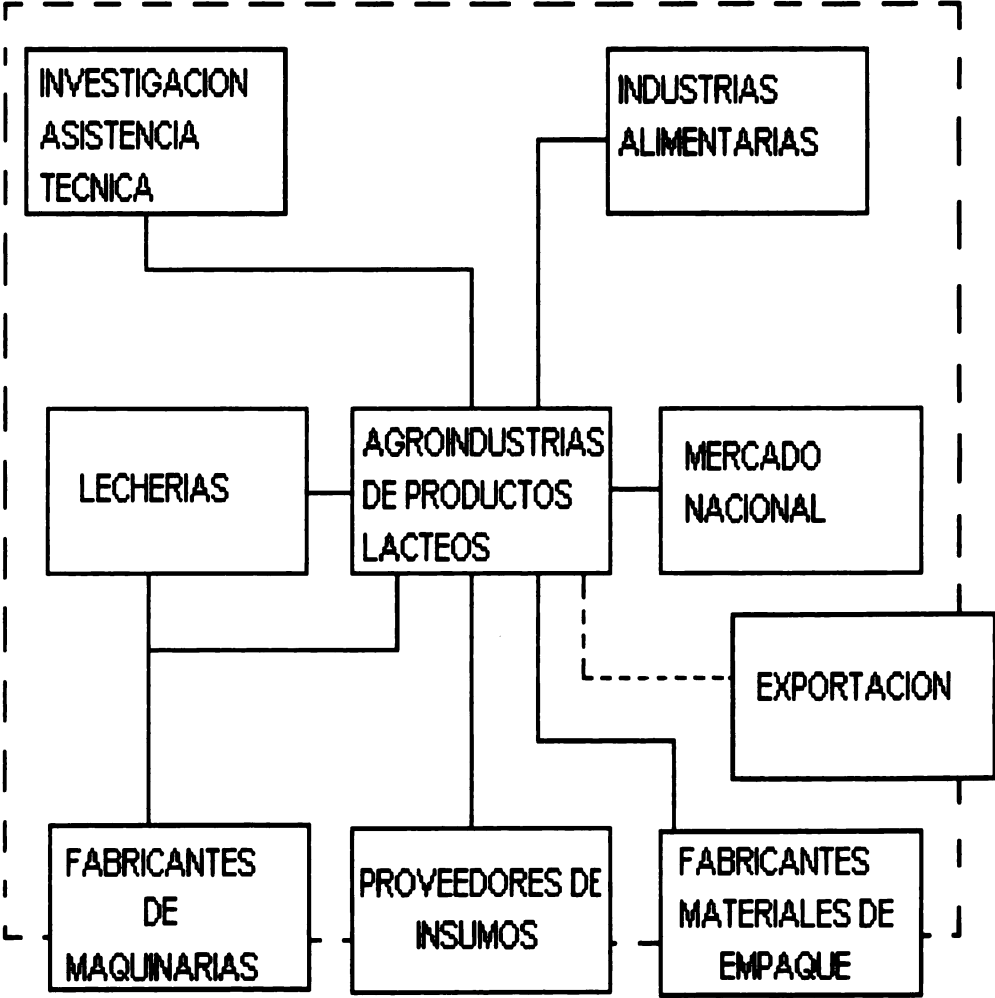 INVESTIGACION
ASISTENCIA
TECNICA
INDUSTRIAS
ALIMENTARIAS
LECHERIAS
AGROINDUSTRIAS
DE PRODUCTOS
LACTEOS
MERCADO
NACIONAL
EXPORTACION
FABRICANTES
DE
MAQUINARIAS
PROVEEDORES DE
INSUMOS
FABRICANTES
MATERIALES DE
EMPAQUE